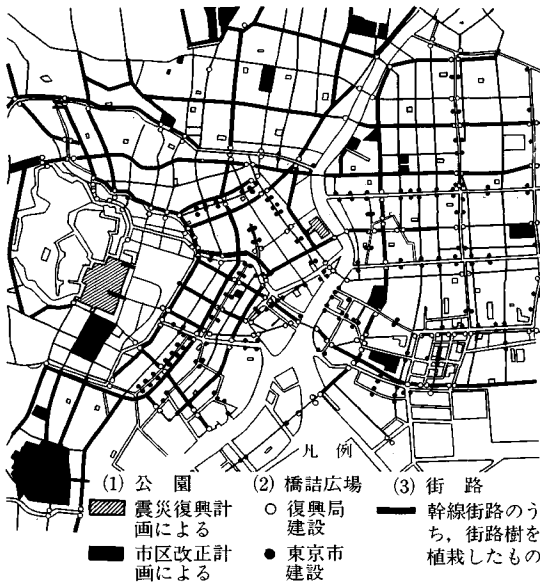 凡例
(1) 公園
震災復興計
画による
市区改正計
画による
(2) 橋詰広場
復興局
建設
東京市
建設
(3) 街路
幹線街路のう
ち，街路樹を
植栽したもの